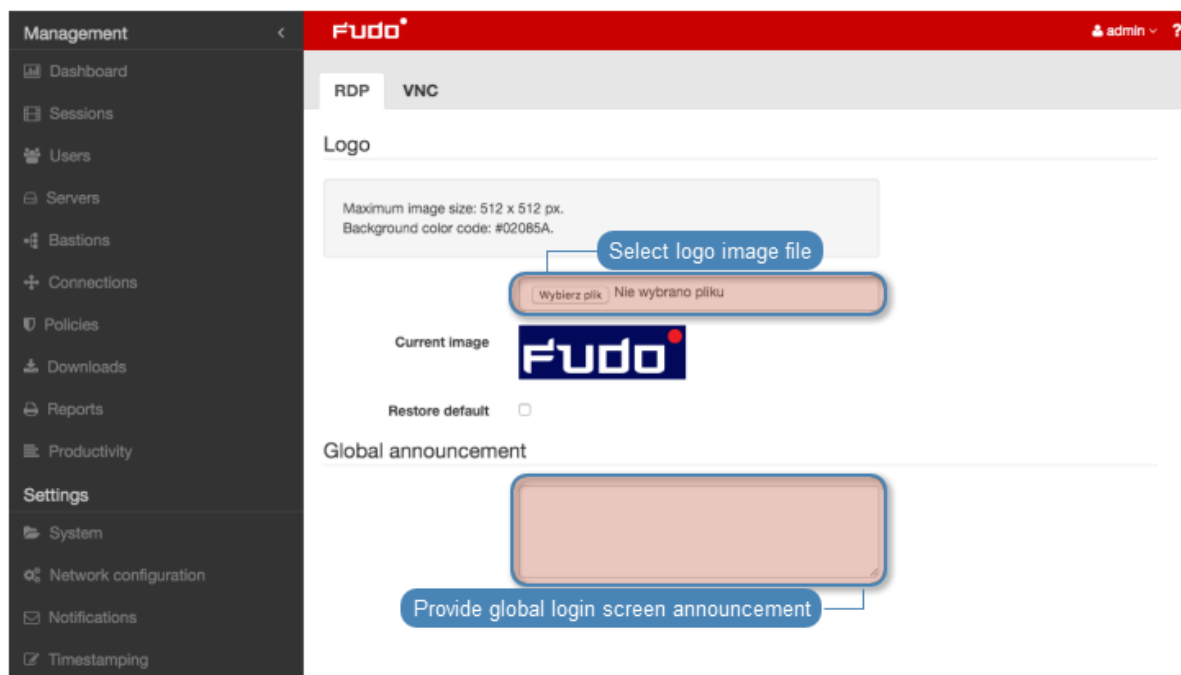 Management
Fudo
admin
?
Dashboard
RDP VNC
Sessions
Logo
Users
Servers
Maximum image size: 512 x 512 px.
Background color code: #02085A.
Bastions
Select logo image file
Connections
Wybierz plik Nie wybrano pliku
Policies
Current image
Fudo
Downloads
Reports
Restore default
Productivity
Global announcement
Settings
System
Network configuration
Provide global login screen announcement
Notifications
Timestamping